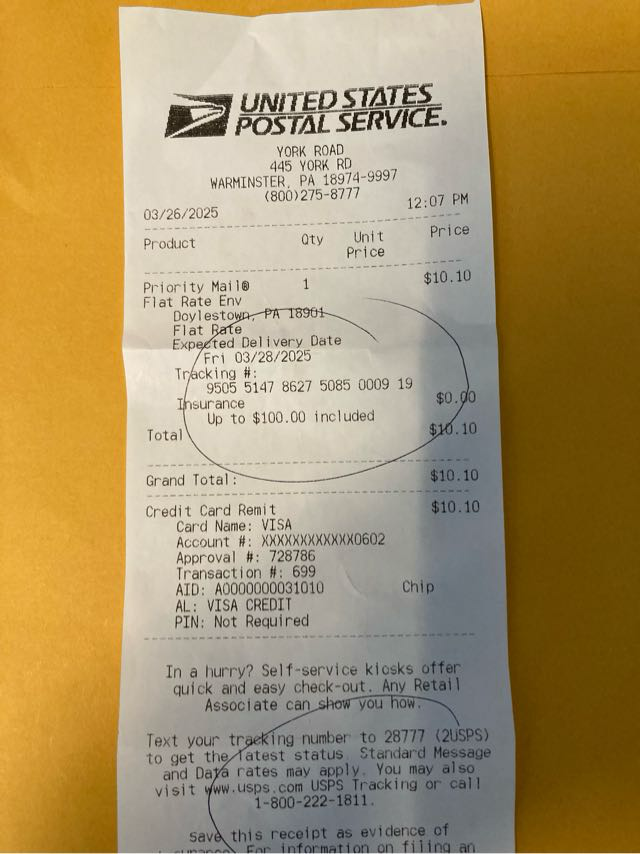 UNITED STATES
POSTAL SERVICE.
YORK ROAD
445 YORK RD
WARMINSTER, PA 18974-9997
(800)275-8777
03/26/2025 12:07 PM
Product Qty Unit Price
Price
Priority Mail® 1 $10.10
Flat Rate Env
Doylestown, PA 18901
Flat Rate
Expected Delivery Date
Fri 03/28/2025
Tracking #:
9505 5147 8627 5085 0009 19
Insurance $0.00
Up to $100.00 included
Total $10.10
Grand Total: $10.10
Credit Card Remit $10.10
Card Name: VISA
Account #: XXXXXXXXXXXX0602
Approval #: 728786
Transaction #: 699
AID: A0000000031010 Chip
AL: VISA CREDIT
PIN: Not Required
In a hurry? Self-service kiosks offer
quick and easy check-out. Any Retail
Associate can show you how.
Text your tracking number to 28777 (2USPS)
to get the latest status. Standard Message
and Data rates may apply. You may also
visit www.usps.com USPS Tracking or call
1-800-222-1811.
Save this receipt as evidence of
insurance. For information on filing an